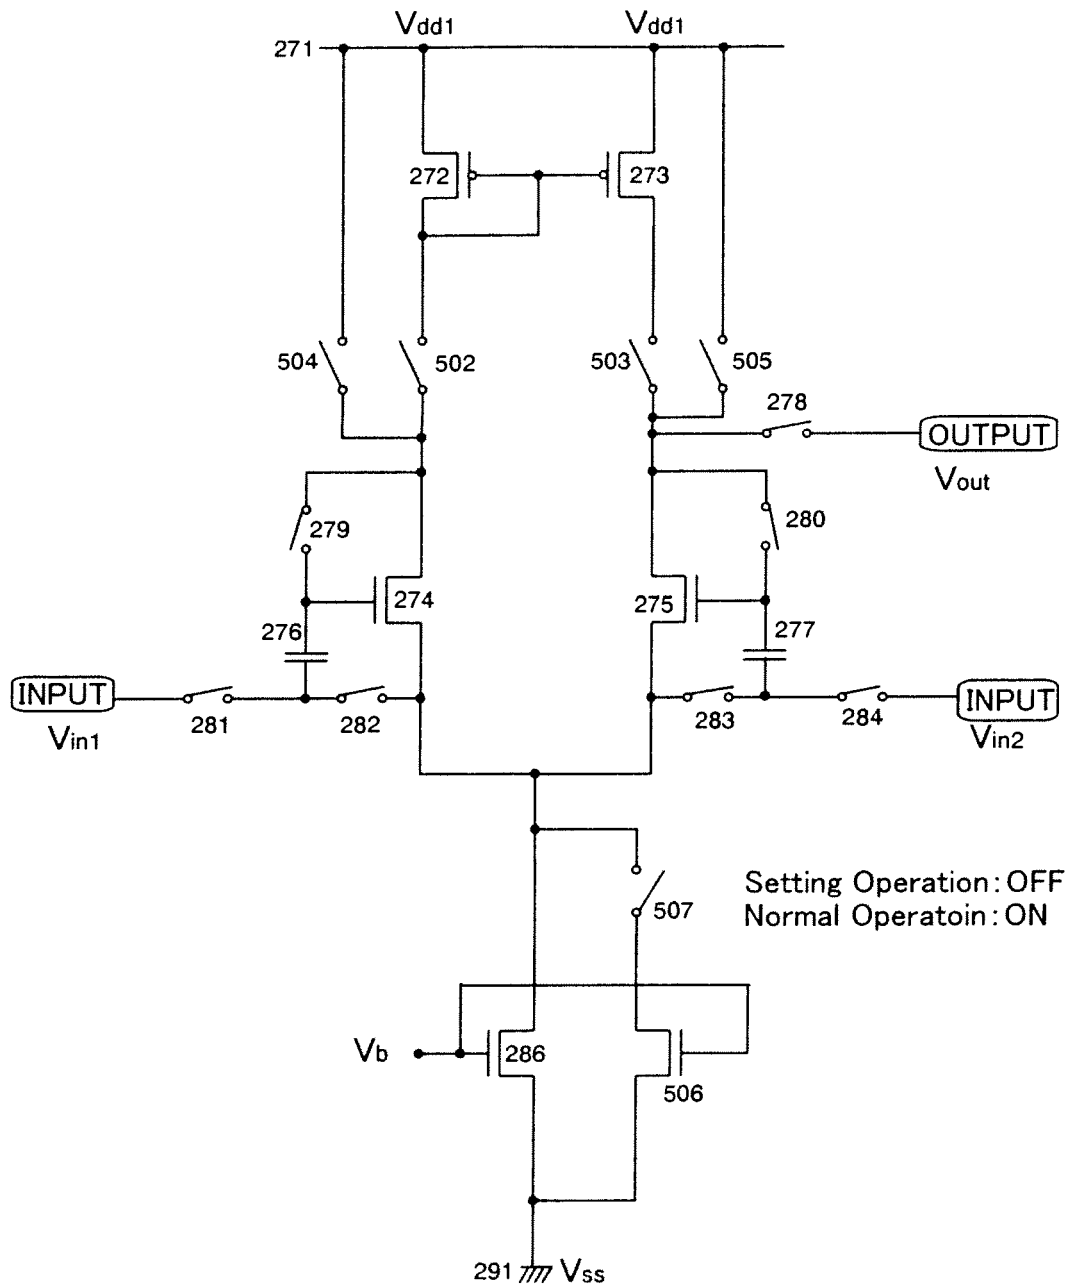 Vdd1
Vdd1
271
272
273
504
502
503
505
278
OUTPUT
Vout
279
280
274
275
276
277
INPUT
INPUT
281
282
283
284
Vin1
Vin2
Setting Operation: OFF
507
Normal Operatoin: ON
Vb
286
506
291
Vss